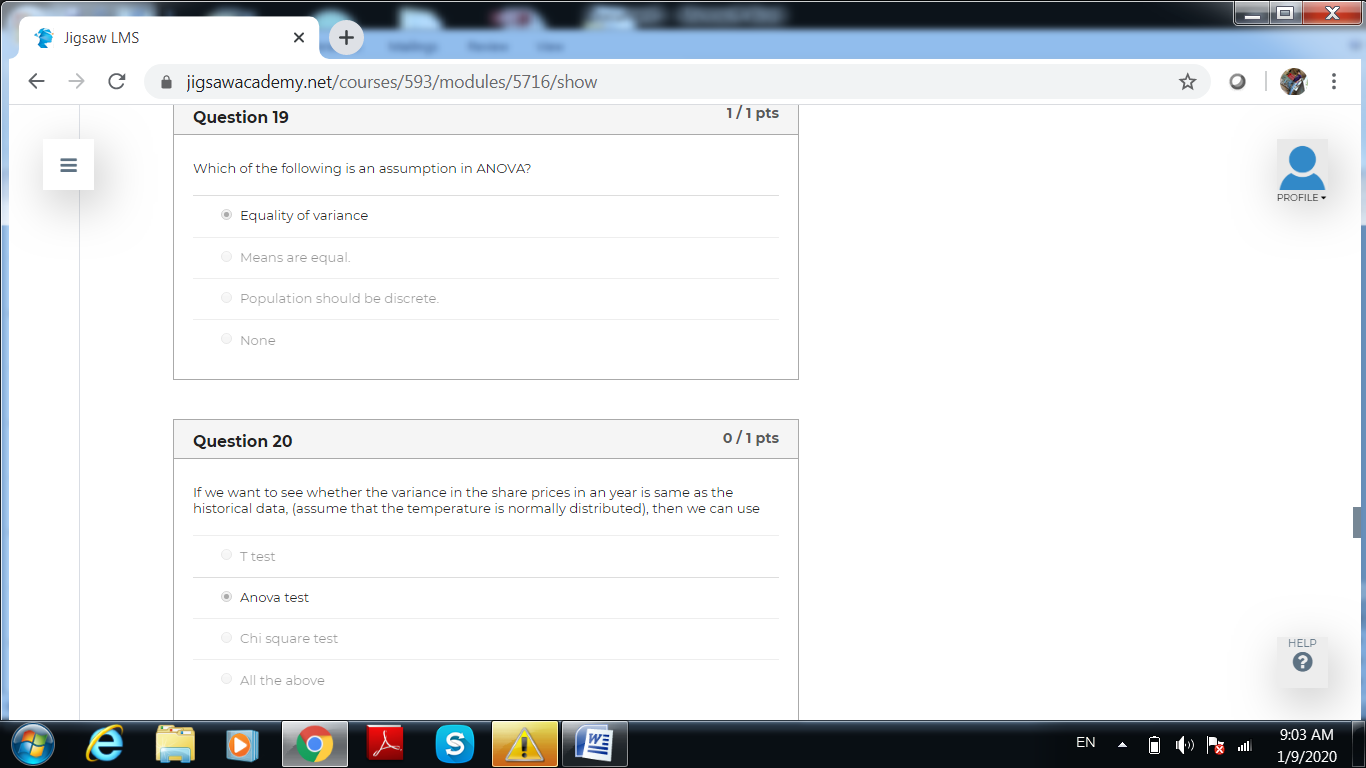 Jigsaw LMS
jigsawacademy.net/courses/593/modules/5716/show
Question 19
1 / 1 pts
Which of the following is an assumption in ANOVA?
Equality of variance
Means are equal.
Population should be discrete.
None
Question 20
0 / 1 pts
If we want to see whether the variance in the share prices in an year is same as the
historical data, (assume that the temperature is normally distributed), then we can use
T test
Anova test
Chi square test
All the above
PROFILE
HELP
EN
9:03 AM
1/9/2020